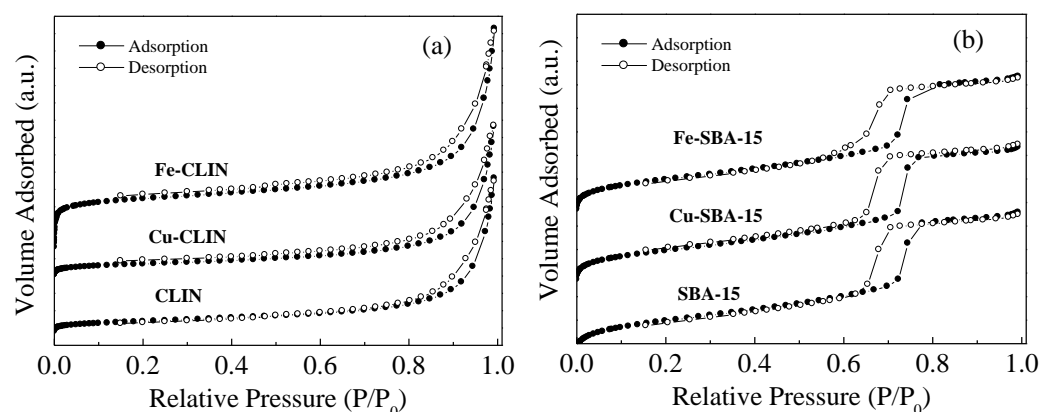 (a)
Adsorption
Desorption
Fe-CLIN
Cu-CLIN
CLIN
Volume Adsorbed (a.u.)
0.0 0.2 0.4 0.6 0.8 1.0
Relative Pressure (P/P₀)
(b)
Adsorption
Desorption
Fe-SBA-15
Cu-SBA-15
SBA-15
Volume Adsorbed (a.u.)
0.0 0.2 0.4 0.6 0.8 1.0
Relative Pressure (P/P₀)